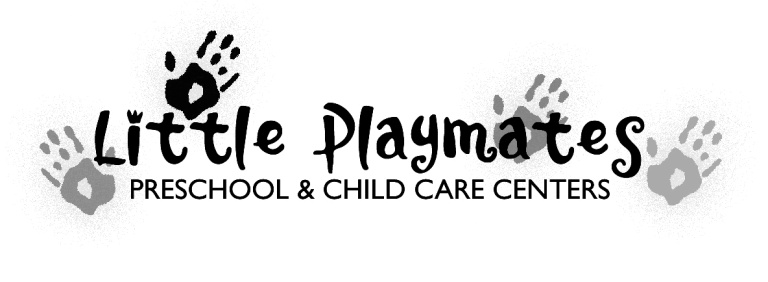 Little Playmates
PRESCHOOL & CHILD CARE CENTERS